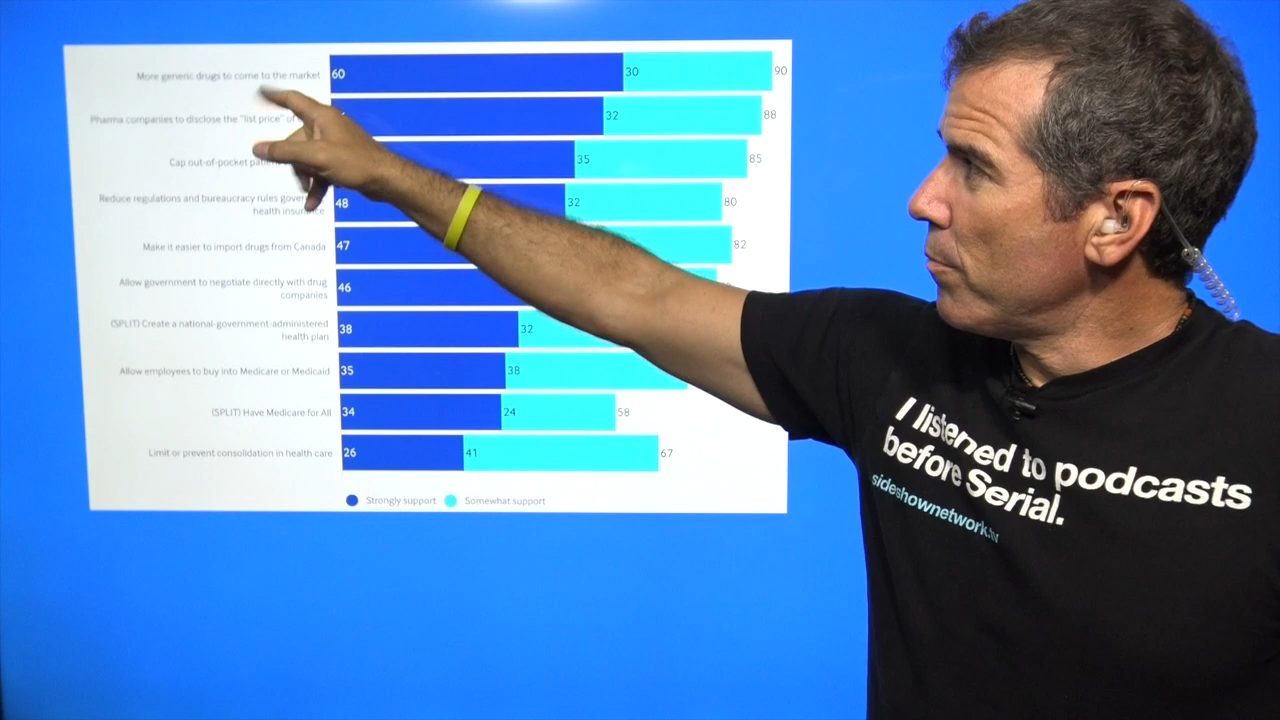 More generic drugs to come to the market 60 30 90
Pharma companies to disclose the "list price" of 32 88
Cap out-of-pocket 35 85
Reduce regulations and bureaucracy rules 48 32 80
health insurance
Make it easier to import drugs from Canada 47 82
Allow government to negotiate directly with drug 46
companies
(SPLIT) Create a national-government-administered 38 32
health plan
Allow employees to buy into Medicare or Medicaid 35 38
(SPLIT) Have Medicare for All 34 24 58
Limit or prevent consolidation in health care 26 41 67
Strongly support Somewhat support
I listened to podcasts
before Serial.